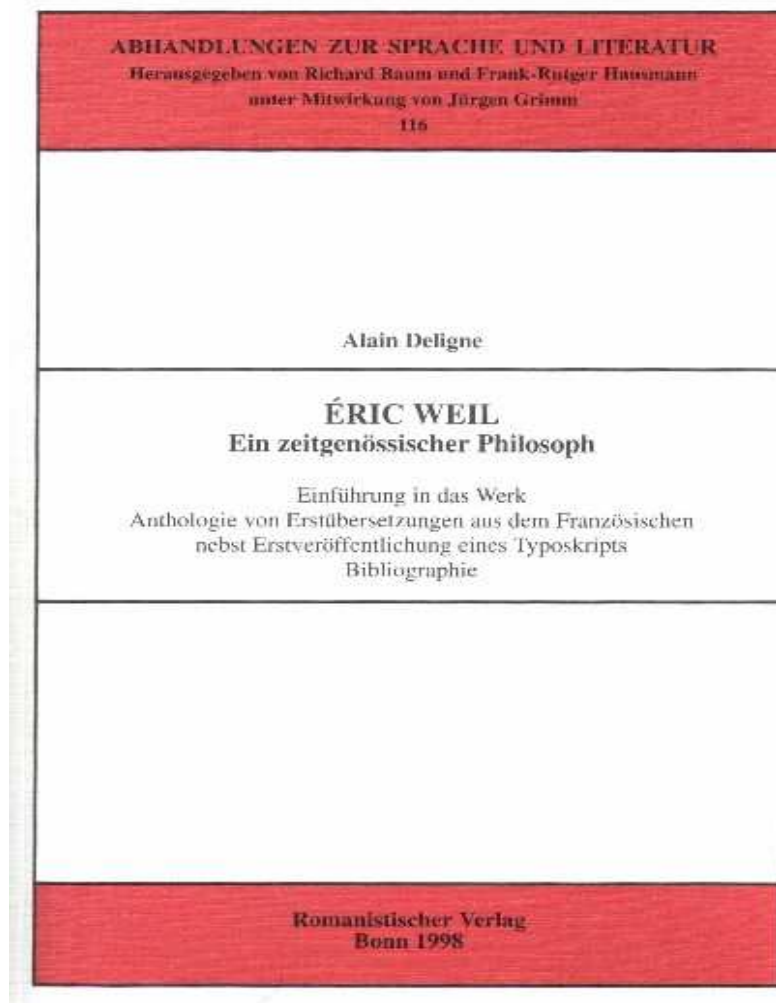 ABHANDLUNGEN ZUR SPRACHE UND LITERATUR
Herausgegeben von Richard Baum und Frank-Rutger Hausmann
unter Mitwirkung von Jürgen Grimm
116
Alain Deligne
ÉRIC WEIL
Ein zeitgenössischer Philosoph
Einführung in das Werk
Anthologie von Erstübersetzungen aus dem Französischen
nebst Erstveröffentlichung eines Typoskripts
Bibliographie
Romanistischer Verlag
Bonn 1998